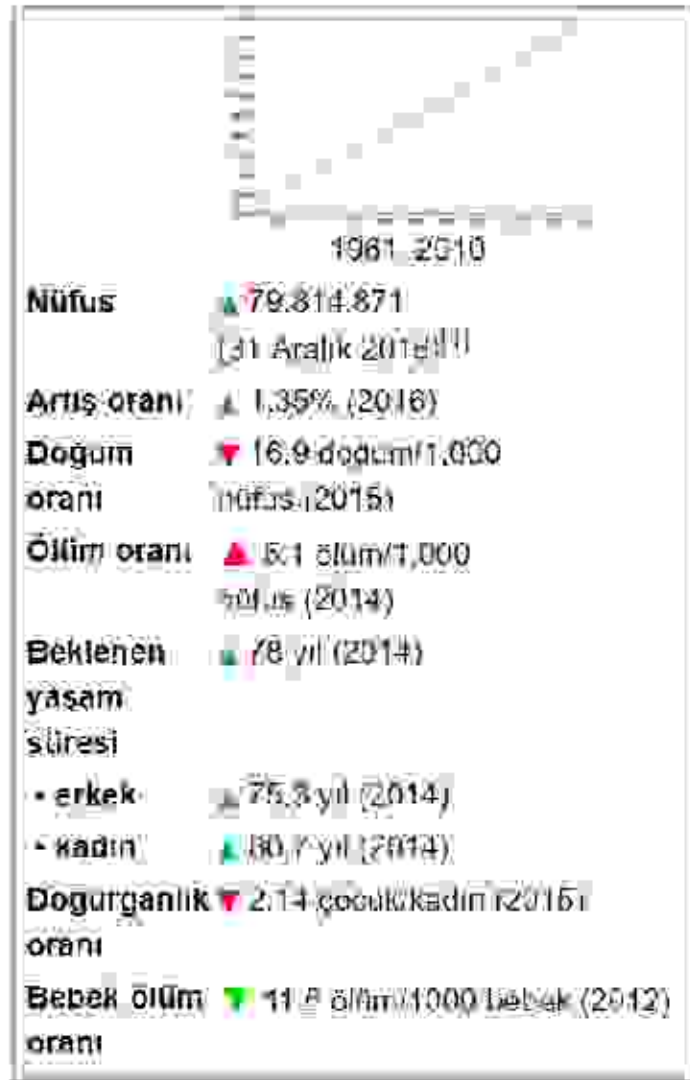 1961 2010
Nüfus ▲ 79.814.871
(31 Aralık 2016)[1]
Artış oranı ▲ 1.35% (2016)
Doğum ▼ 16.9 doğum/1,000
oranı nüfus (2015)
Ölüm oranı ▲ 5.1 ölüm/1,000
nüfus (2014)
Beklenen ▲ 78 yıl (2014)
yaşam
süresi
• erkek ▲ 75.3 yıl (2014)
• kadın ▲ 80.7 yıl (2014)
Doğurganlık ▼ 2.14 çocuk/kadın (2015)
oranı
Bebek ölüm ▼ ölüm/1000 bebek (2012)
oranı